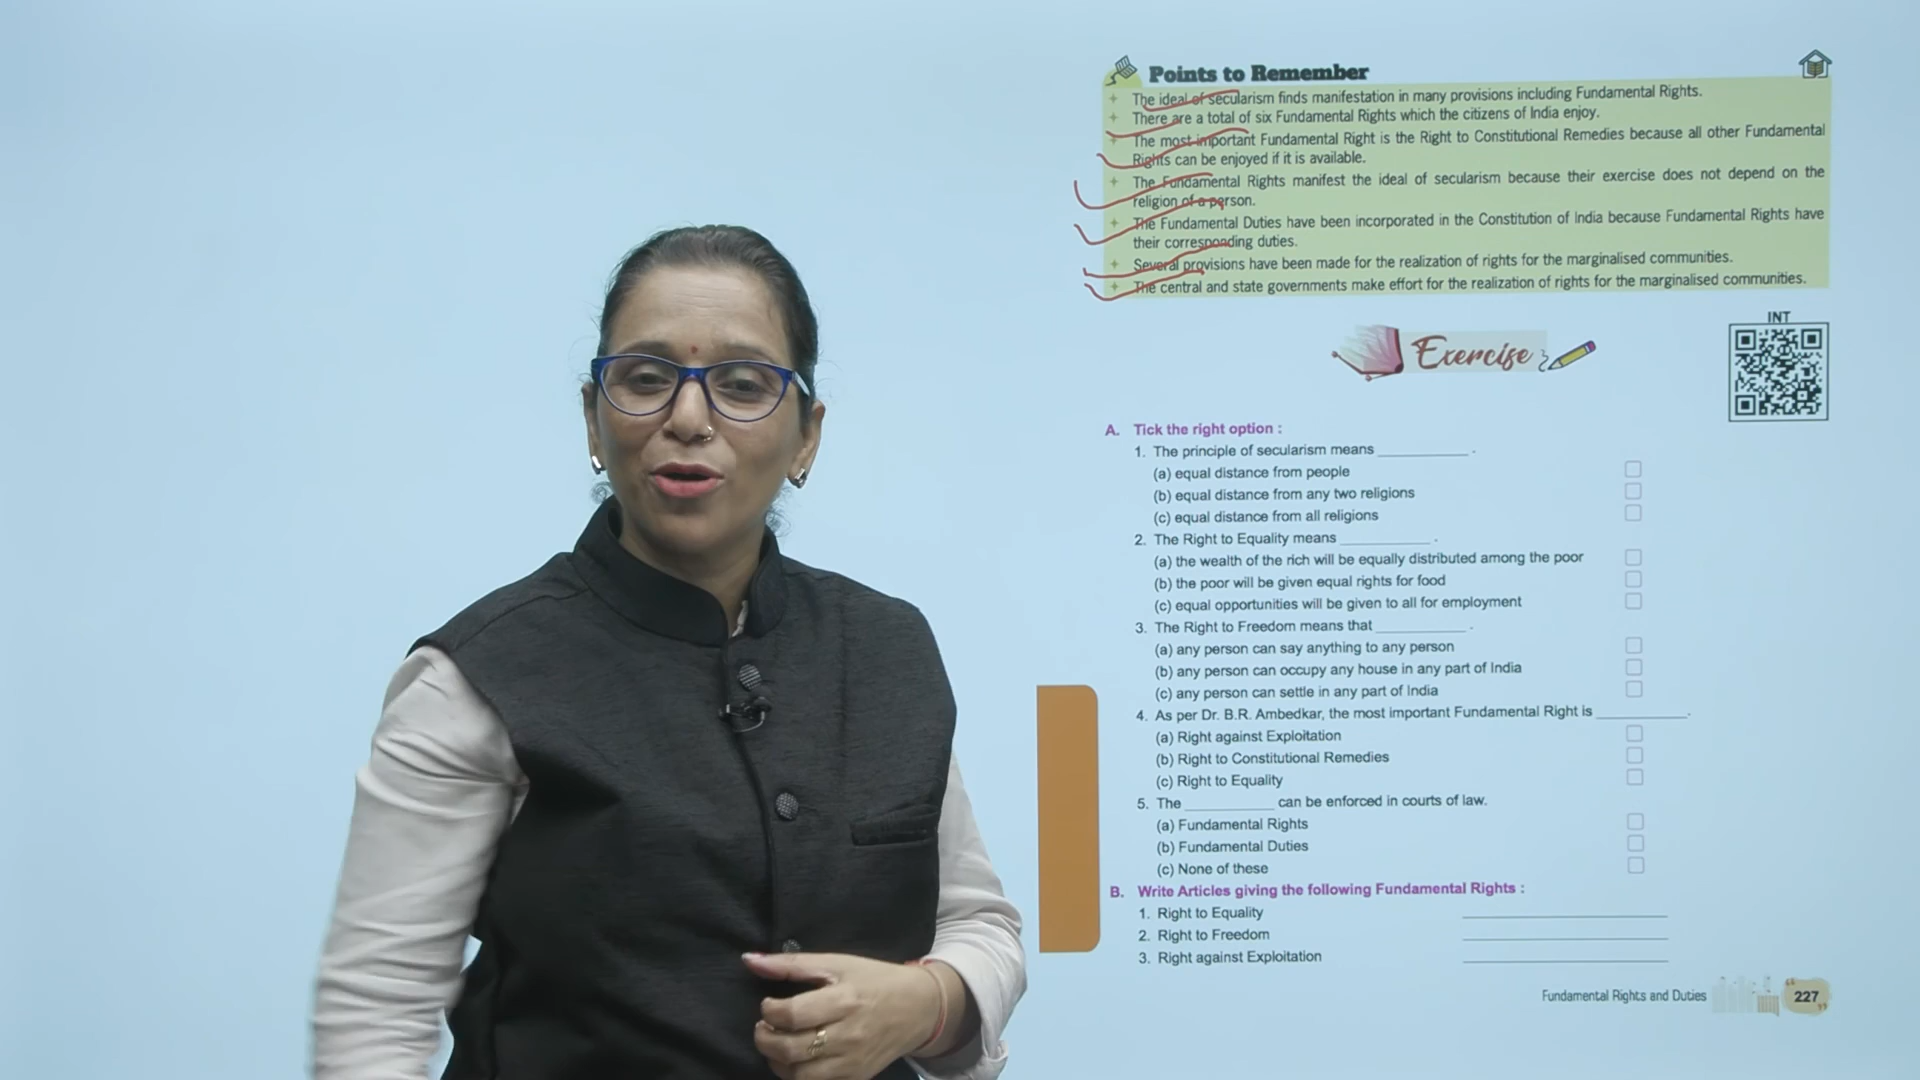 Points to Remember
The ideal of secularism finds manifestation in many provisions including Fundamental Rights.
There are a total of six Fundamental Rights which the citizens of India enjoy.
The most important Fundamental Right is the Right to Constitutional Remedies because all other Fundamental
Rights can be enjoyed if it is available.
The Fundamental Rights manifest the ideal of secularism because their exercise does not depend on the
religion of a person.
The Fundamental Duties have been incorporated in the Constitution of India because Fundamental Rights have
their corresponding duties.
Several provisions have been made for the realization of rights for the marginalised communities.
The central and state governments make effort for the realization of rights for the marginalised communities.
INT
Exercise
A. Tick the right option :
1. The principle of secularism means __________ .
(a) equal distance from people
(b) equal distance from any two religions
(c) equal distance from all religions
2. The Right to Equality means __________ .
(a) the wealth of the rich will be equally distributed among the poor
(b) the poor will be given equal rights for food
(c) equal opportunities will be given to all for employment
3. The Right to Freedom means that __________ .
(a) any person can say anything to any person
(b) any person can occupy any house in any part of India
(c) any person can settle in any part of India
4. As per Dr. B.R. Ambedkar, the most important Fundamental Right is __________.
(a) Right against Exploitation
(b) Right to Constitutional Remedies
(c) Right to Equality
5. The __________ can be enforced in courts of law.
(a) Fundamental Rights
(b) Fundamental Duties
(c) None of these
B. Write Articles giving the following Fundamental Rights :
1. Right to Equality ____________________
2. Right to Freedom ____________________
3. Right against Exploitation ____________________
Fundamental Rights and Duties 227